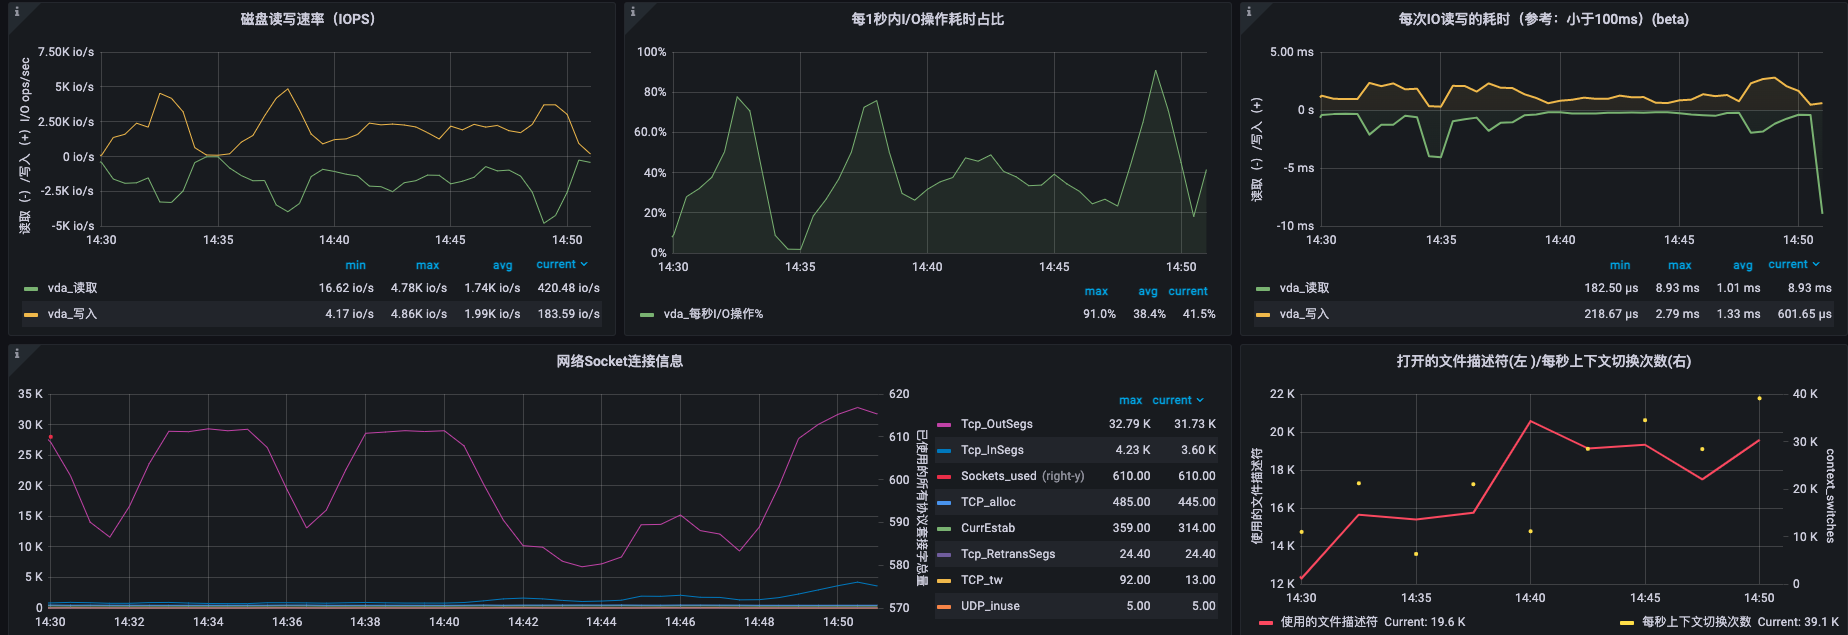 磁盘读写速率（IOPS）
读取（-）/写入（+）I/O ops/sec
7.50K io/s
5K io/s
2.50K io/s
0 io/s
-2.5K io/s
-5K io/s
14:30 14:35 14:40 14:45 14:50
min max avg current
vda_读取 16.62 io/s 4.78K io/s 1.74K io/s 420.48 io/s
vda_写入 4.17 io/s 4.86K io/s 1.99K io/s 183.59 io/s
每1秒内I/O操作耗时占比
100%
80%
60.0%
40%
20%
0%
14:30 14:35 14:40 14:45 14:50
max avg current
vda_每秒I/O操作% 91.0% 38.4% 41.5%
每次IO读写的耗时（参考：小于100ms）(beta)
读取（-）/写入（+）
5.00 ms
0 s
-5 ms
-10 ms
14:30 14:35 14:40 14:45 14:50
min max avg current
vda_读取 182.50 µs 8.93 ms 1.01 ms 8.93 ms
vda_写入 218.67 µs 2.79 ms 1.33 ms 601.65 µs
网络Socket连接信息
35 K
30 K
25 K
20 K
15 K
10 K
5 K
0
620
610
600
590
580
570
已使用的所有协议套接字总量
14:30 14:32 14:34 14:36 14:38 14:40 14:42 14:44 14:46 14:48 14:50
max current
Tcp_OutSegs 32.79 K 31.73 K
Tcp_InSegs 4.23 K 3.60 K
Sockets_used (right-y) 610.00 610.00
TCP_alloc 485.00 445.00
CurrEstab 359.00 314.00
Tcp_RetransSegs 24.40 24.40
TCP_tw 92.00 13.00
UDP_inuse 5.00 5.00
打开的文件描述符(左 )/每秒上下文切换次数(右)
使用的文件描述符
22 K
20 K
18 K
16 K
14 K
12 K
40 K
30 K
20 K
10 K
0
context_switches
14:30 14:35 14:40 14:45 14:50
使用的文件描述符 Current: 19.6 K
每秒上下文切换次数 Current: 39.1 K